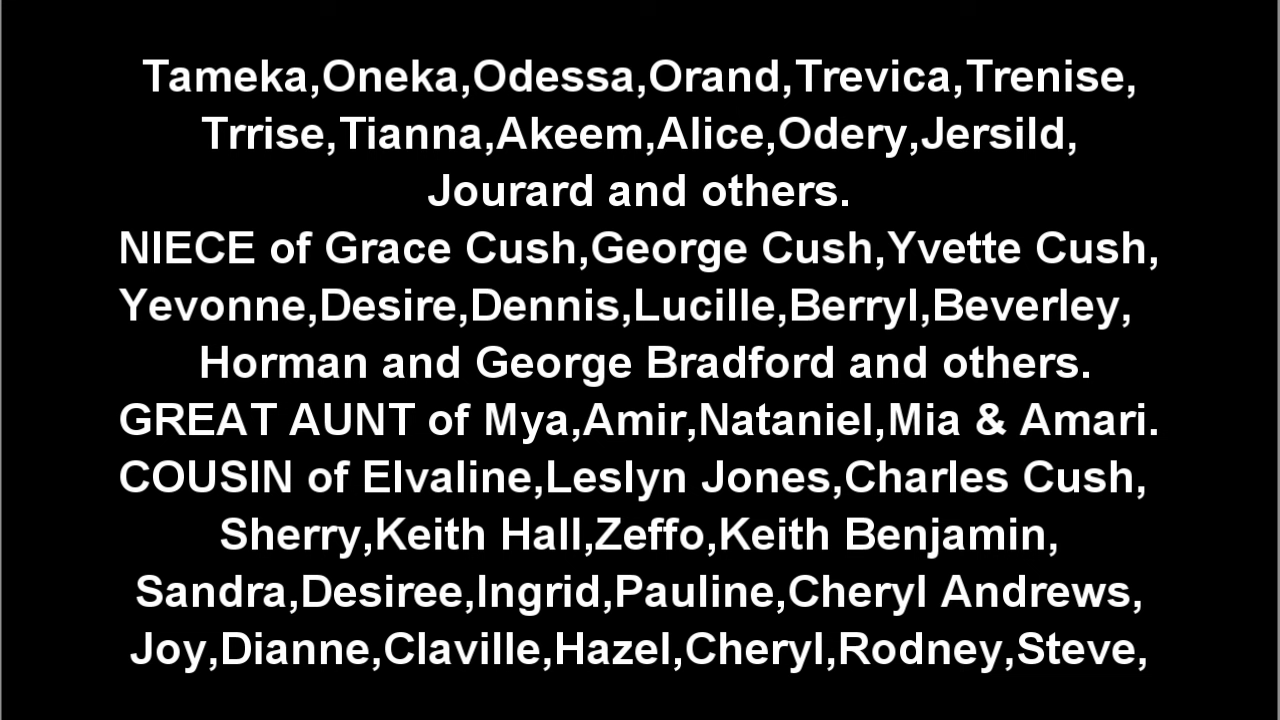 Tameka,Oneka,Odessa,Orand,Trevica,Trenise,
Trrise,Tianna,Akeem,Alice,Odery,Jersild,
Jourard and others.
NIECE of Grace Cush,George Cush,Yvette Cush,
Yevonne,Desire,Dennis,Lucille,Berryl,Beverley,
Horman and George Bradford and others.
GREAT AUNT of Mya,Amir,Nataniel,Mia & Amari.
COUSIN of Elvaline,Leslyn Jones,Charles Cush,
Sherry,Keith Hall,Zeffo,Keith Benjamin,
Sandra,Desiree,Ingrid,Pauline,Cheryl Andrews,
Joy,Dianne,Claville,Hazel,Cheryl,Rodney,Steve,